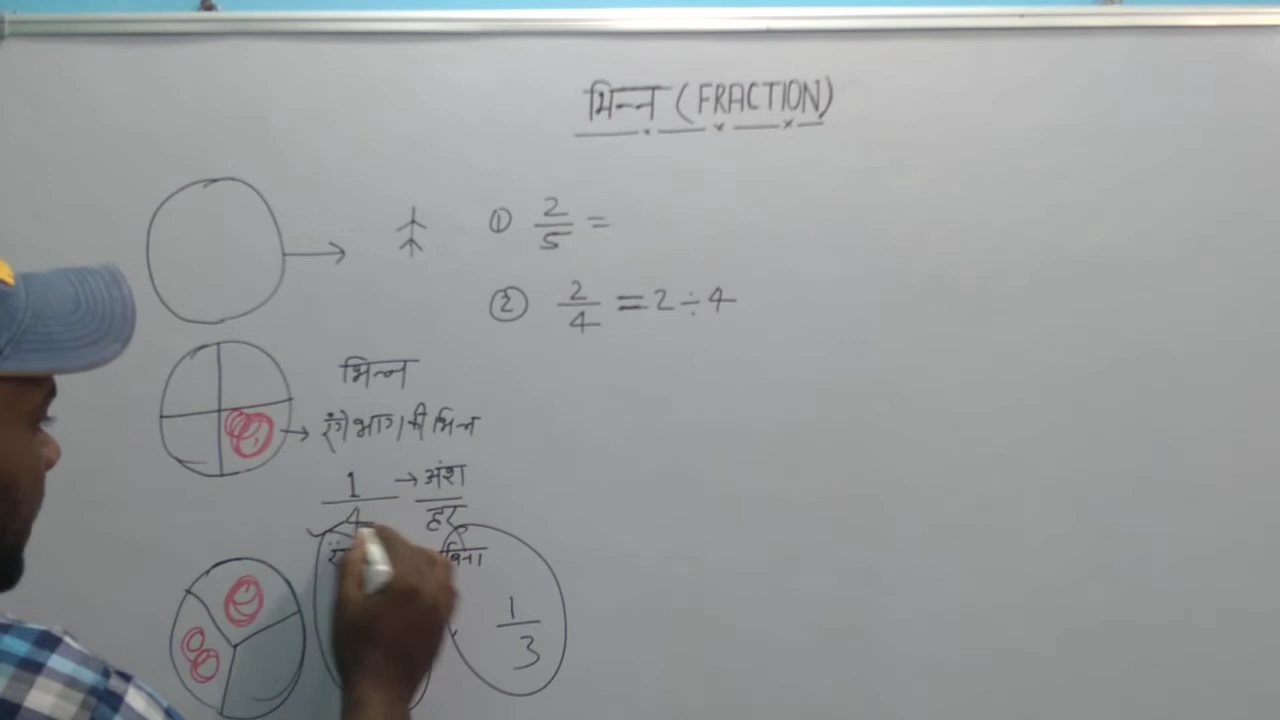 भिन्न (FRACTION)
① 2/5 =
② 2/4 = 2 ÷ 4
भिन्न
रंगे भाग की भिन्न
1/4 → अंश/हर
बिना
1/3